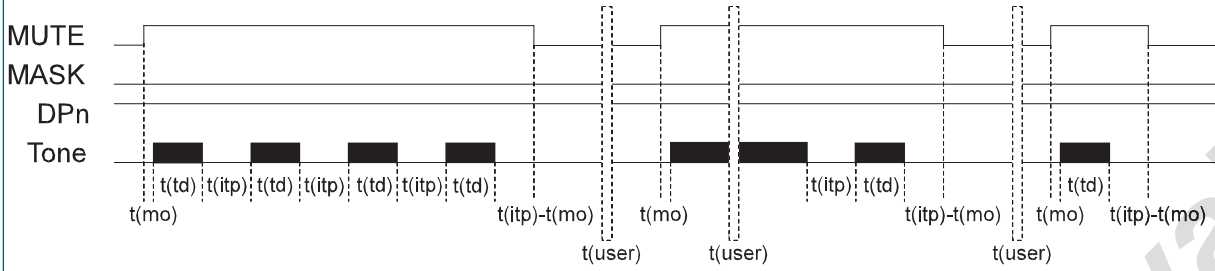 MUTE
MASK
DPn
Tone
t(td) t(itp) t(td) t(itp) t(td) t(itp) t(td) t(itp) t(td) t(td)
t(mo) t(itp)-t(mo) t(mo) t(itp)-t(mo) t(mo) t(itp)-t(mo)
t(user) t(user) t(user)